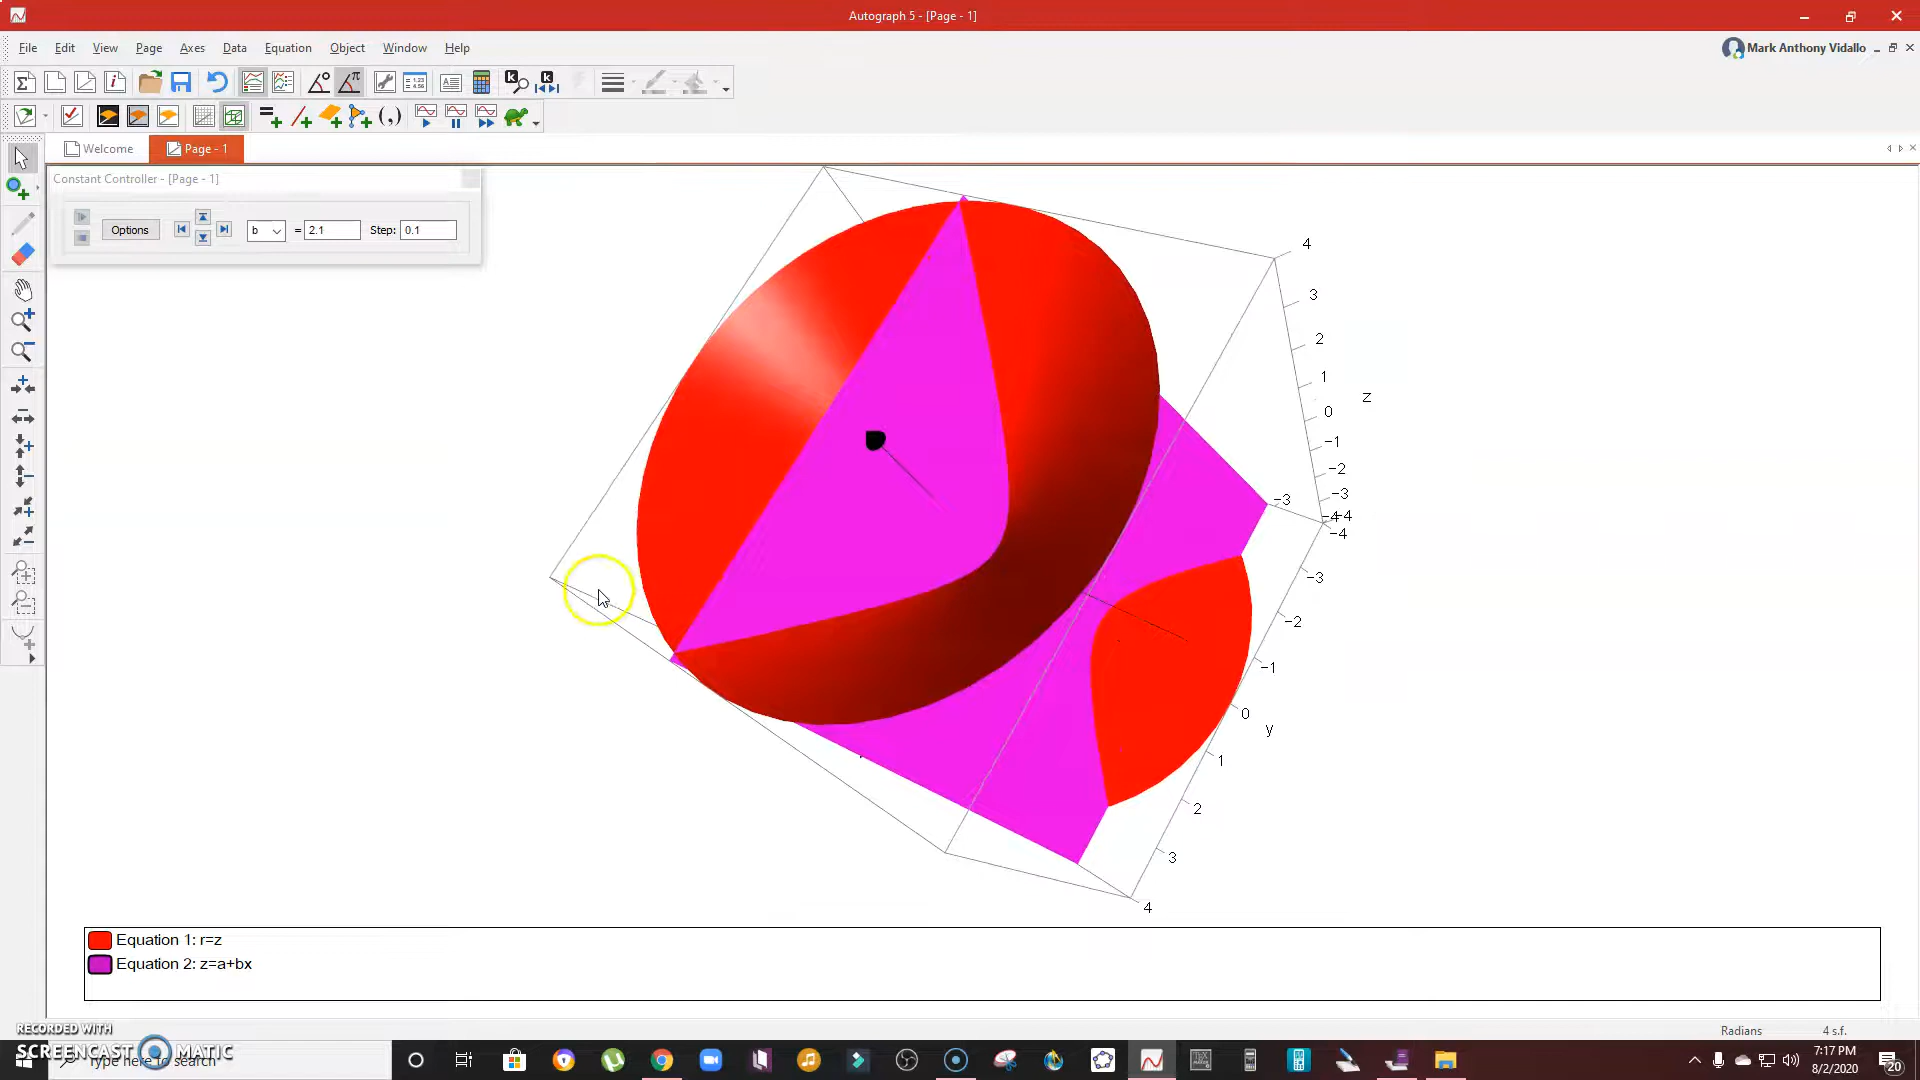 Autograph 5 - [Page - 1]
File Edit View Page Axes Data Equation Object Window Help
Mark Anthony Vidallo
Welcome Page - 1
Constant Controller - [Page - 1]
Options b = 2.1 Step: 0.1
4
3
2
1
z
0
-1
-2
-3
-3
-4
-4
-4
-3
-2
-1
0
y
1
2
3
4
Equation 1: r=z
Equation 2: z=a+bx
Radians 4 s.f.
RECORDED WITH
SCREENCAST MATIC
Type here to search
7:17 PM
8/2/2020
20